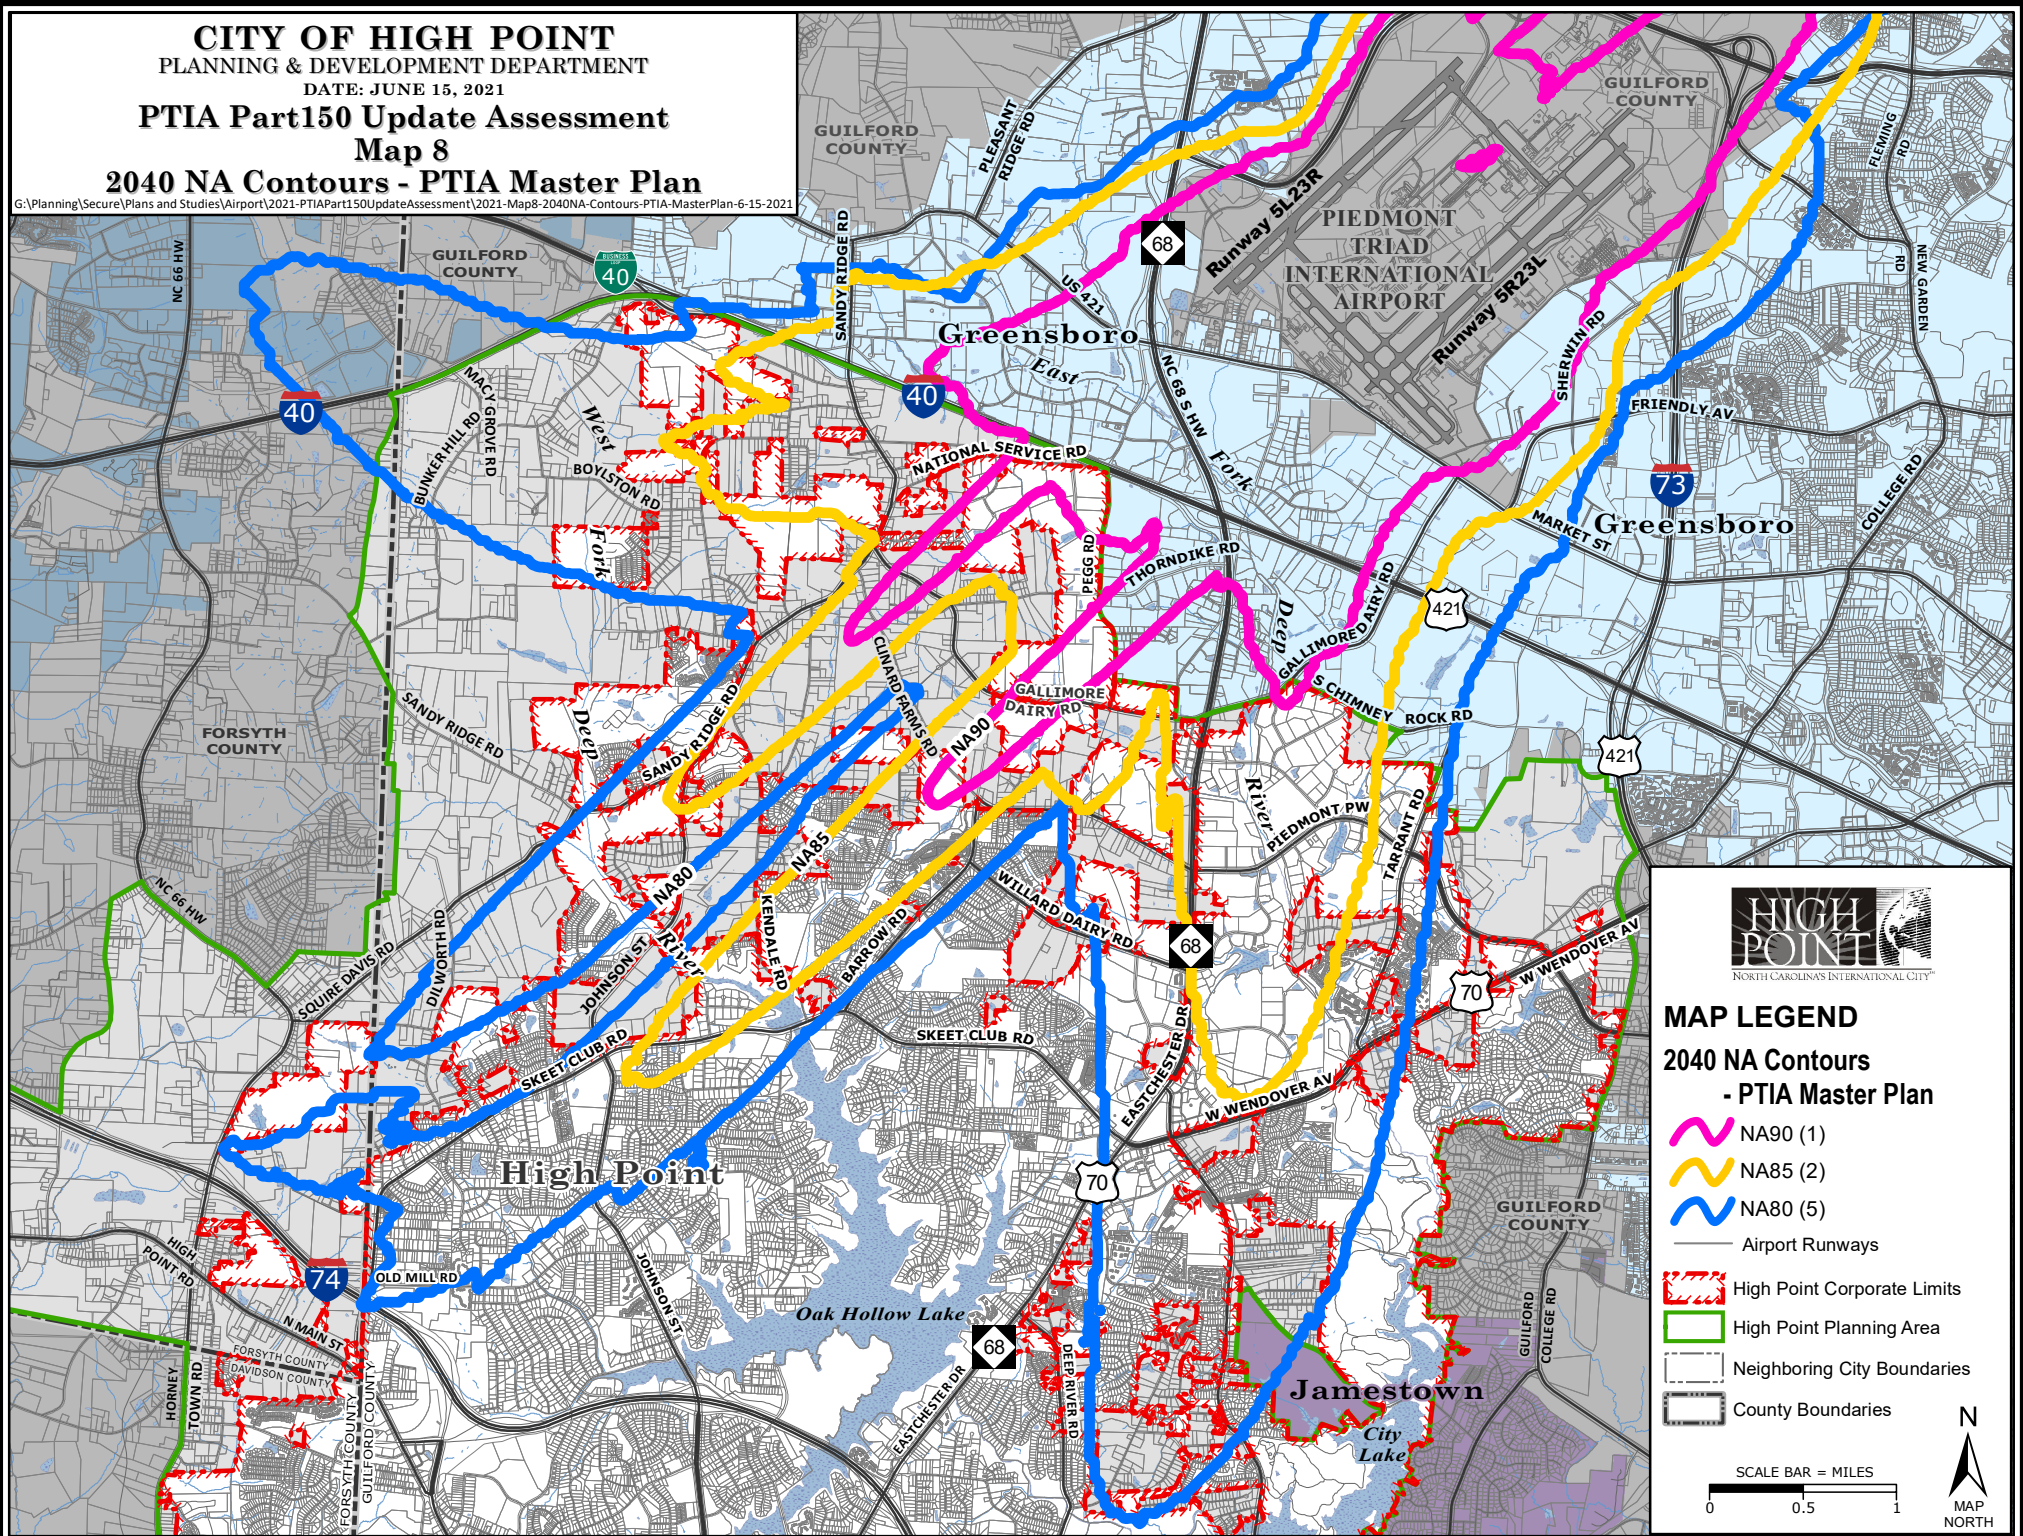 CITY OF HIGH POINT
PLANNING & DEVELOPMENT DEPARTMENT
DATE: JUNE 15, 2021
PTIA Part150 Update Assessment
Map 8
2040 NA Contours - PTIA Master Plan
G:\Planning\Secure\Plans and Studies\Airport\2021-PTIAPart150UpdateAssessment\2021-Map8-2040NA-Contours-PTIA-MasterPlan-6-15-2021
GUILFORD
COUNTY
PLEASANT
RIDGE RD
GUILFORD
COUNTY
FLEMING
RD
NC 66 HW
GUILFORD
COUNTY
BUSINESS
LOOP
40
SANDY RIDGE RD
68
Runway 5L23R
PIEDMONT
TRIAD
INTERNATIONAL
AIRPORT
Runway 5R23L
NEW GARDEN
RD
US 421
Greensboro
East
Fork
SHERWIN RD
40
40
MACY GROVE RD
BUNKERHILL RD
West
Fork
NC 68 S HW
FRIENDLY AV
BOYLSTON RD
NATIONAL SERVICE RD
73
COLLEGE RD
MARKET ST
Greensboro
PEGG RD
THORNDIKE RD
421
Deep
GALLIMORE DAIRY RD
CLINARD FARMS RD
GALLIMORE
DAIRY RD
S CHIMNEY
ROCK RD
SANDY RIDGE RD
FORSYTH
COUNTY
Deep
SANDY RIDGE RD
NA90
421
River
PIEDMONT PW
TARRANT RD
NA85
NA80
NC 66 HW
KENDALE RD
WILLARD DAIRY RD
BARROW RD
68
DILWORTH RD
SQUIRE DAVIS RD
JOHNSON ST
River
70
W WENDOVER AV
SKEET CLUB RD
SKEET CLUB RD
EASTCHESTER DR
W WENDOVER AV
High Point
70
GUILFORD
COUNTY
HIGH
POINT RD
74
OLD MILL RD
JOHNSON ST
Oak Hollow Lake
68
N MAIN ST
FORSYTH COUNTY
DAVIDSON COUNTY
HORNEY
TOWN RD
FORSYTH COUNTY
GUILFORD COUNTY
EASTCHESTER DR
DEEP RIVER RD
Jamestown
City
Lake
GUILFORD
COLLEGE RD
HIGH
POINT
NORTH CAROLINA'S INTERNATIONAL CITY
MAP LEGEND
2040 NA Contours
- PTIA Master Plan
NA90 (1)
NA85 (2)
NA80 (5)
Airport Runways
High Point Corporate Limits
High Point Planning Area
Neighboring City Boundaries
County Boundaries
SCALE BAR = MILES
0 0.5 1
N
MAP
NORTH